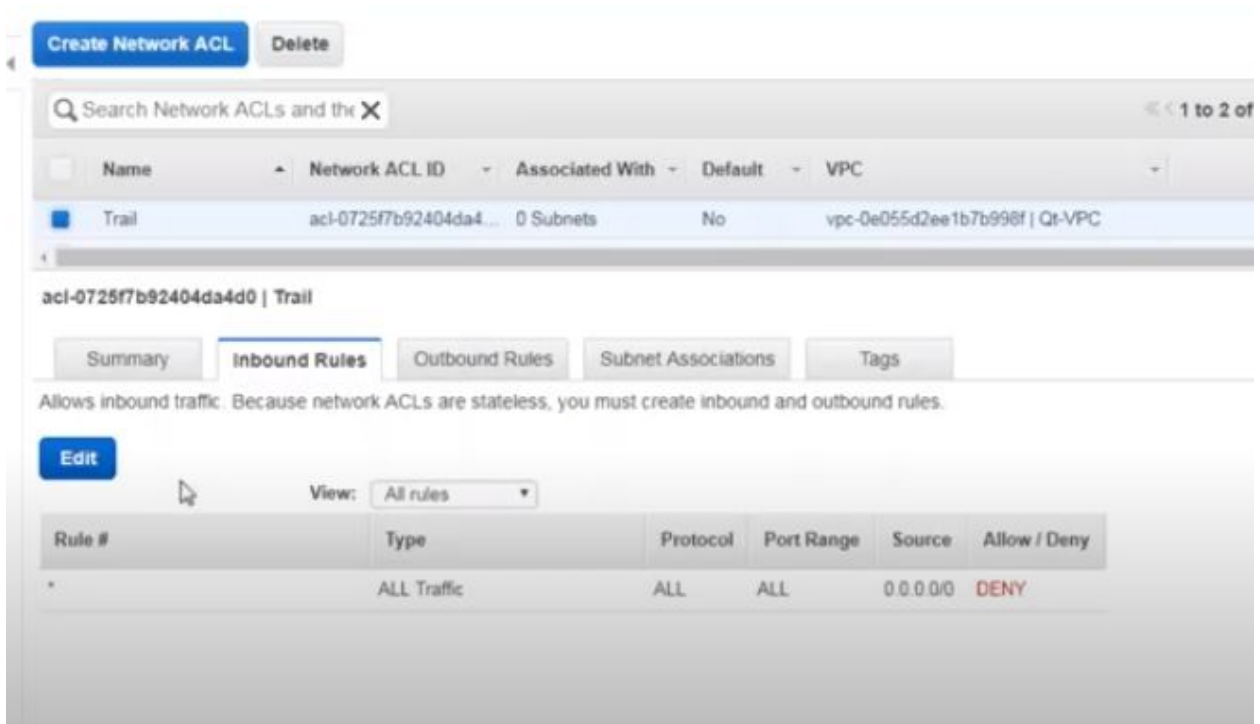 Create Network ACL Delete
Search Network ACLs and the X 1 to 2 of
Name Network ACL ID Associated With Default VPC
Trail acl-0725f7b92404da4... 0 Subnets No vpc-0e055d2ee1b7b998f | Qt-VPC
acl-0725f7b92404da4d0 | Trail
Summary Inbound Rules Outbound Rules Subnet Associations Tags
Allows inbound traffic. Because network ACLs are stateless, you must create inbound and outbound rules.
Edit
View: All rules
Rule # Type Protocol Port Range Source Allow / Deny
* ALL Traffic ALL ALL 0.0.0.0/0 DENY